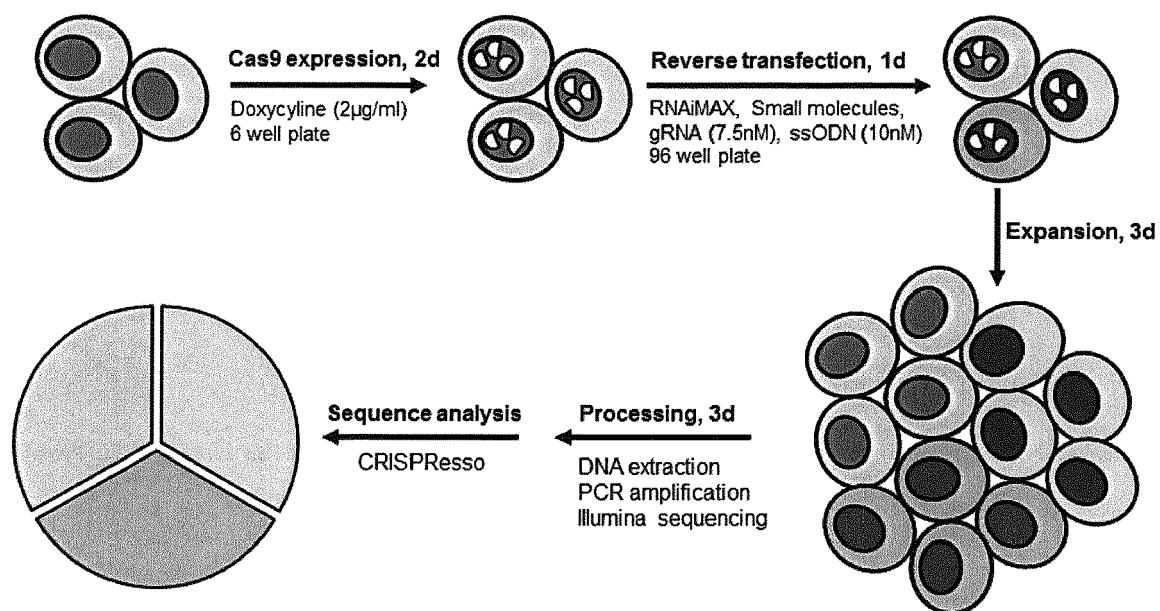 Cas9 expression, 2d
Doxycyline (2µg/ml)
6 well plate
Reverse transfection, 1d
RNAiMAX, Small molecules,
gRNA (7.5nM), ssODN (10nM)
96 well plate
Expansion, 3d
Processing, 3d
DNA extraction
PCR amplification
Illumina sequencing
Sequence analysis
CRISPResso